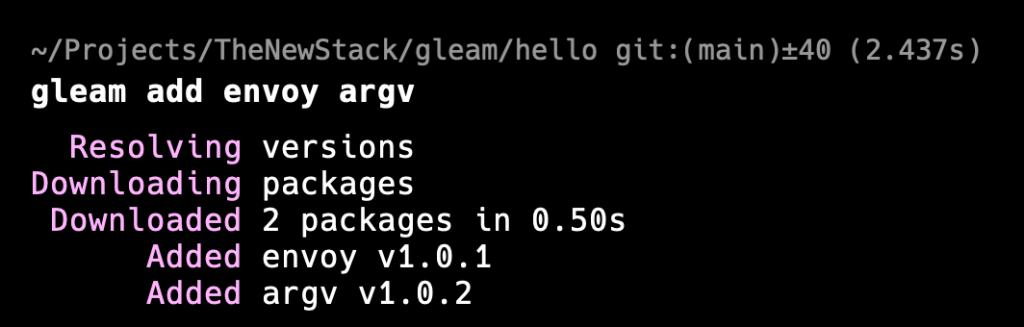 ~/Projects/TheNewStack/gleam/hello git:(main)±40 (2.437s)
gleam add envoy argv
Resolving versions
Downloading packages
Downloaded 2 packages in 0.50s
Added envoy v1.0.1
Added argv v1.0.2